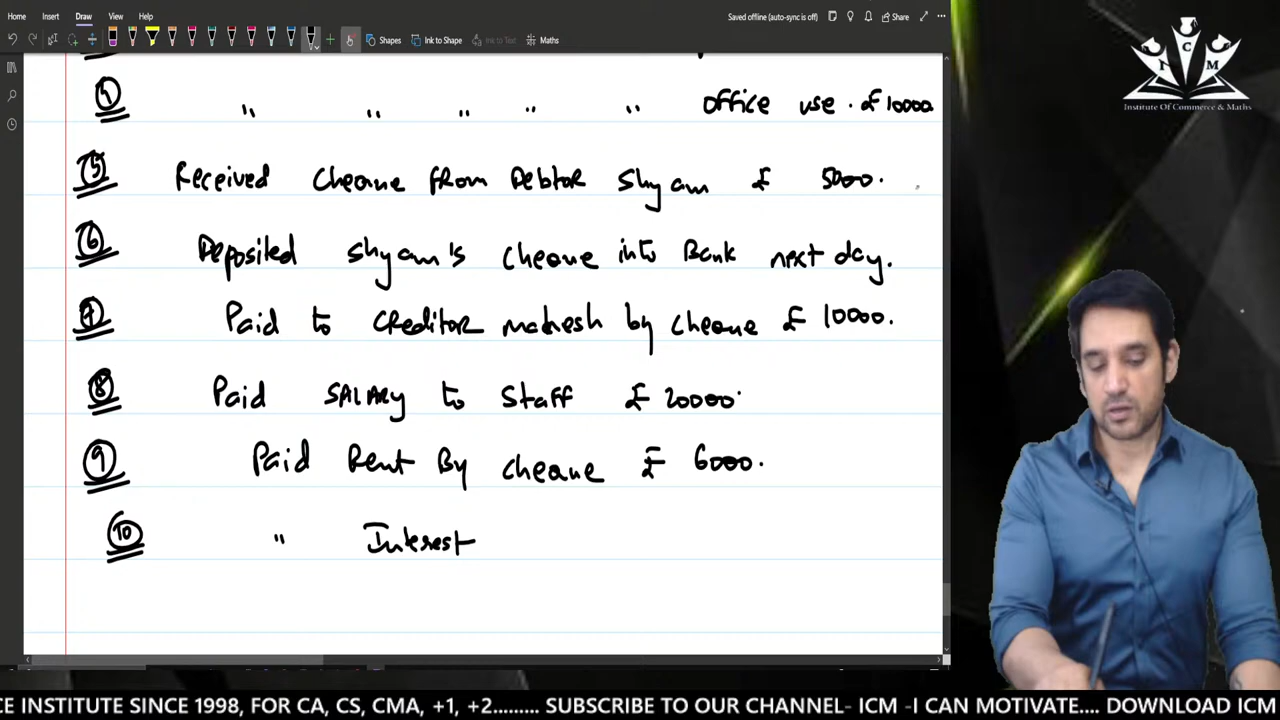 Home Insert Draw View Help Saved offline (auto-sync is off) Share
Shapes Ink to Shape Ink to Text Maths
I C M
Institute Of Commerce & Maths
4 " " " " " office use . £ 10000
5 Received Cheque from Debtor Shyam £ 5000.
6 Deposited Shyam's cheque into Bank next day.
7 Paid to Creditor mahesh by cheque £ 10000.
8 Paid SALARY to Staff £ 20000.
9 Paid Rent By cheque £ 6000.
10 " Interest
CE INSTITUTE SINCE 1998, FOR CA, CS, CMA, +1, +2......... SUBSCRIBE TO OUR CHANNEL- ICM -I CAN MOTIVATE.... DOWNLOAD ICM